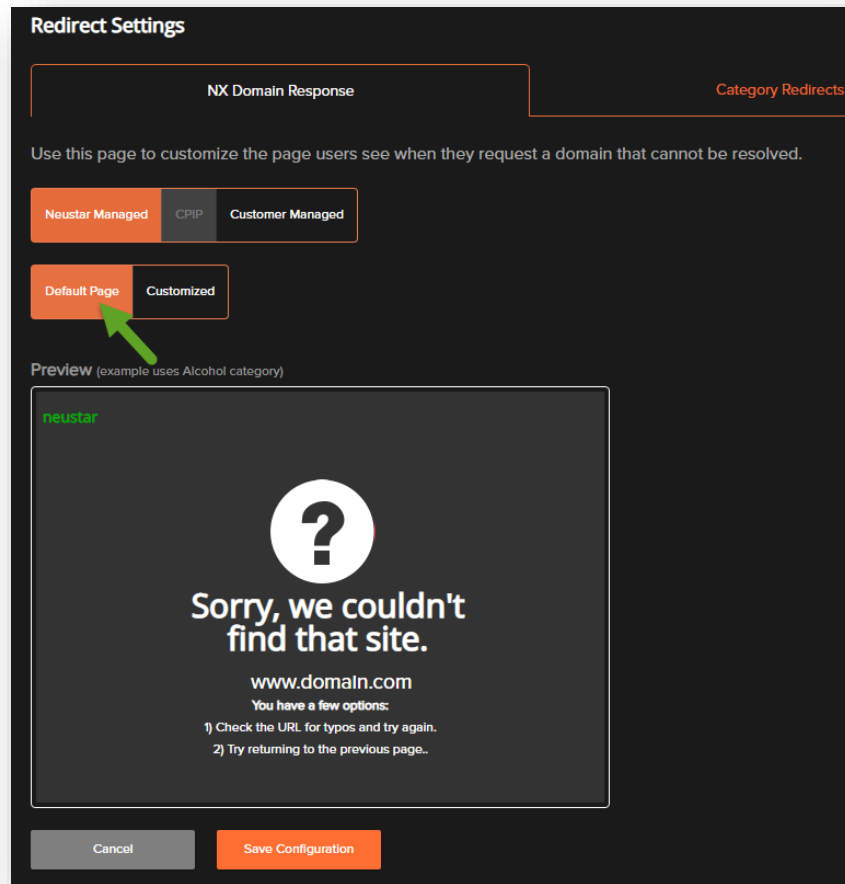 Redirect Settings
NX Domain Response
Category Redirects
Use this page to customize the page users see when they request a domain that cannot be resolved.
Neustar Managed
CPIP
Customer Managed
Default Page
Customized
Preview (example uses Alcohol category)
neustar
?
Sorry, we couldn't
find that site.
www.domain.com
You have a few options:
1) Check the URL for typos and try again.
2) Try returning to the previous page..
Cancel
Save Configuration